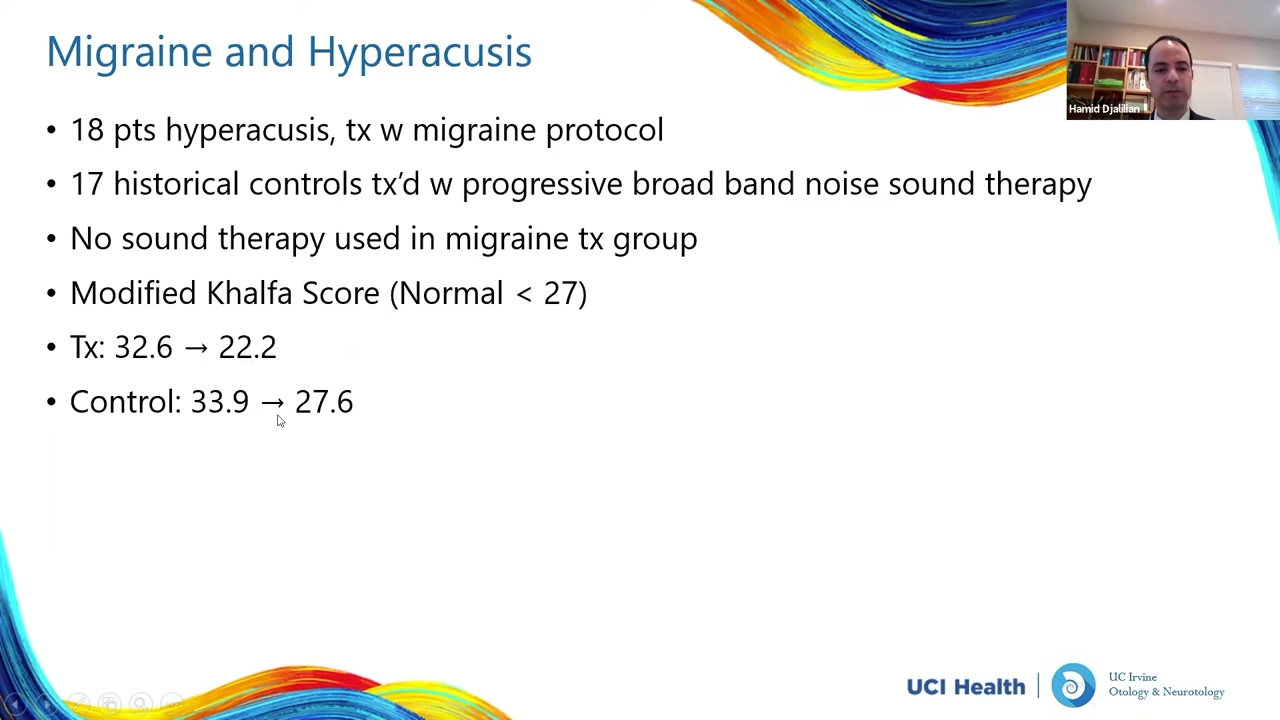 Migraine and Hyperacusis
Hamid Djalilian
• 18 pts hyperacusis, tx w migraine protocol
• 17 historical controls tx’d w progressive broad band noise sound therapy
• No sound therapy used in migraine tx group
• Modified Khalfa Score (Normal < 27)
• Tx: 32.6 → 22.2
• Control: 33.9 → 27.6
UCI Health
UC Irvine
Otology & Neurotology